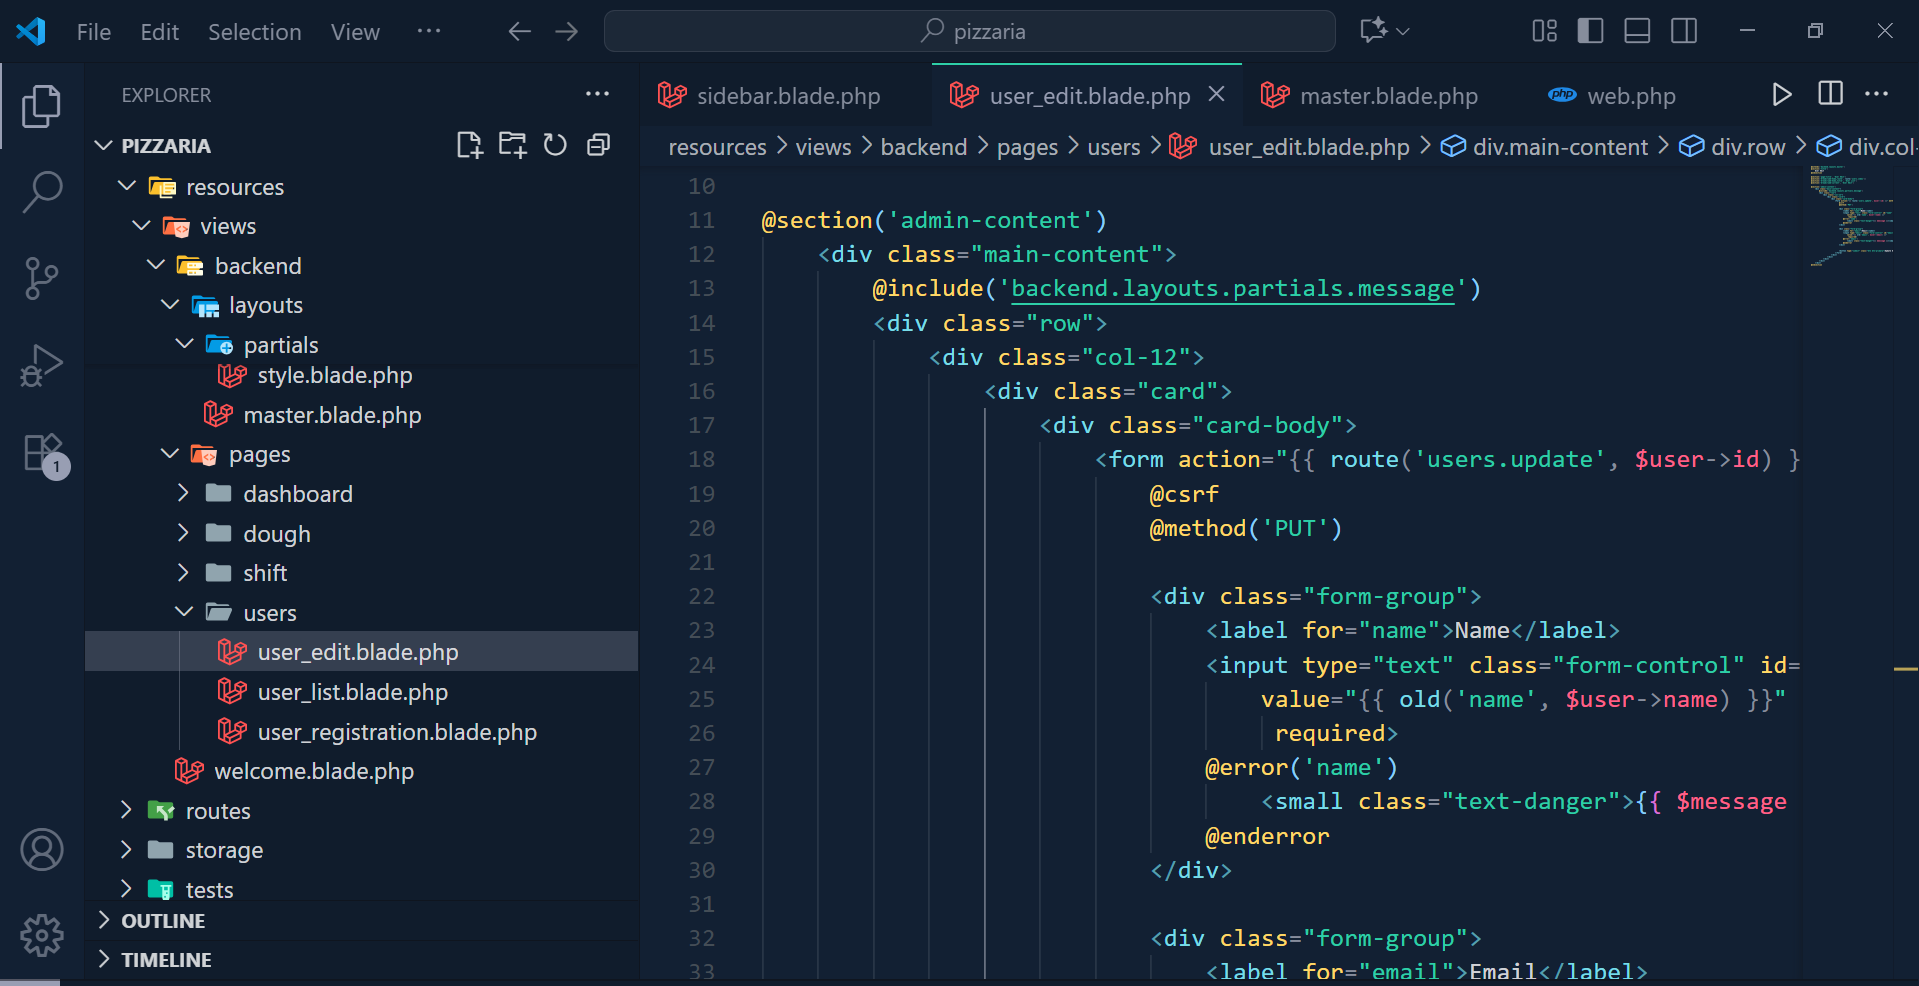 File Edit Selection View ··· pizzaria
EXPLORER ···
PIZZARIA
resources
views
backend
layouts
partials
style.blade.php
master.blade.php
pages
dashboard
dough
shift
users
user_edit.blade.php
user_list.blade.php
user_registration.blade.php
welcome.blade.php
routes
storage
tests
OUTLINE
TIMELINE
1
sidebar.blade.php user_edit.blade.php master.blade.php php web.php
resources > views > backend > pages > users > user_edit.blade.php > div.main-content > div.row > div.col-
10
11 @section('admin-content')
12 <div class="main-content">
13 @include('backend.layouts.partials.message')
14 <div class="row">
15 <div class="col-12">
16 <div class="card">
17 <div class="card-body">
18 <form action="{{ route('users.update', $user->id) }
19 @csrf
20 @method('PUT')
21
22 <div class="form-group">
23 <label for="name">Name</label>
24 <input type="text" class="form-control" id=
25 value="{{ old('name', $user->name) }}"
26 required>
27 @error('name')
28 <small class="text-danger">{{ $message
29 @enderror
30 </div>
31
32 <div class="form-group">
33 <label for="email">Email</label>